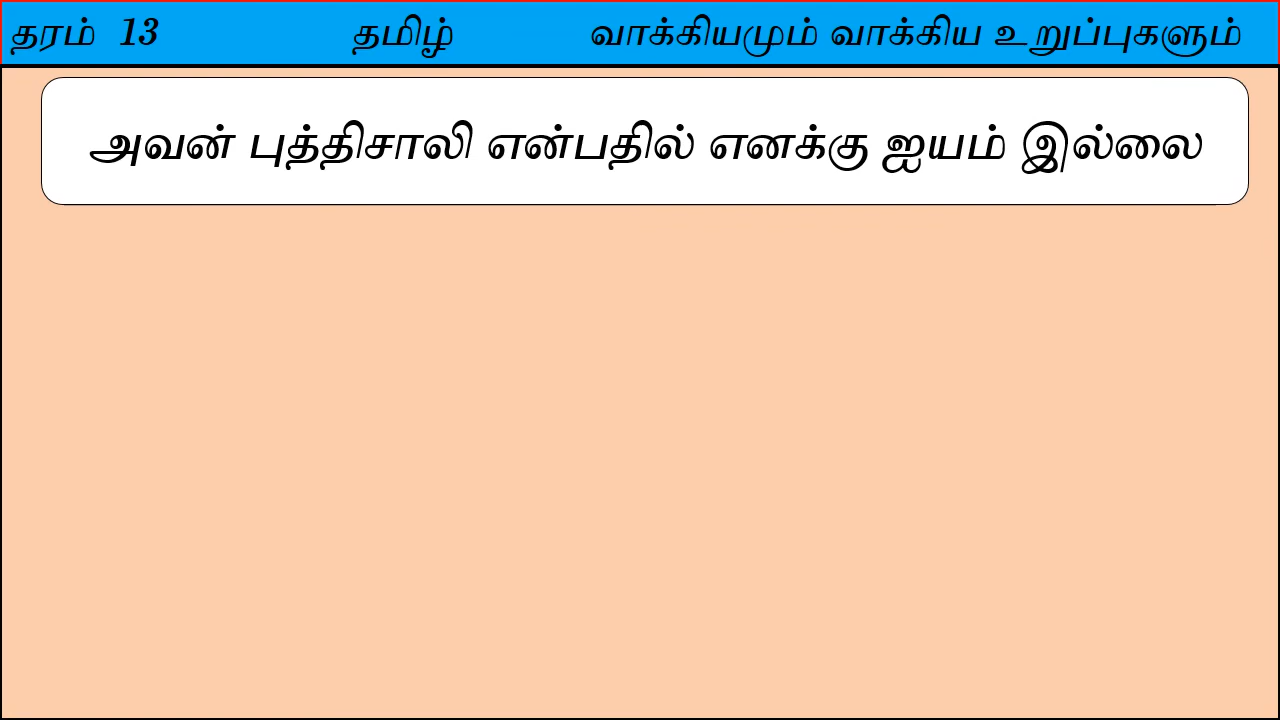 தரம் 13 தமிழ் வாக்கியமும் வாக்கிய உறுப்புகளும்
அவன் புத்திசாலி என்பதில் எனக்கு ஐயம் இல்லை